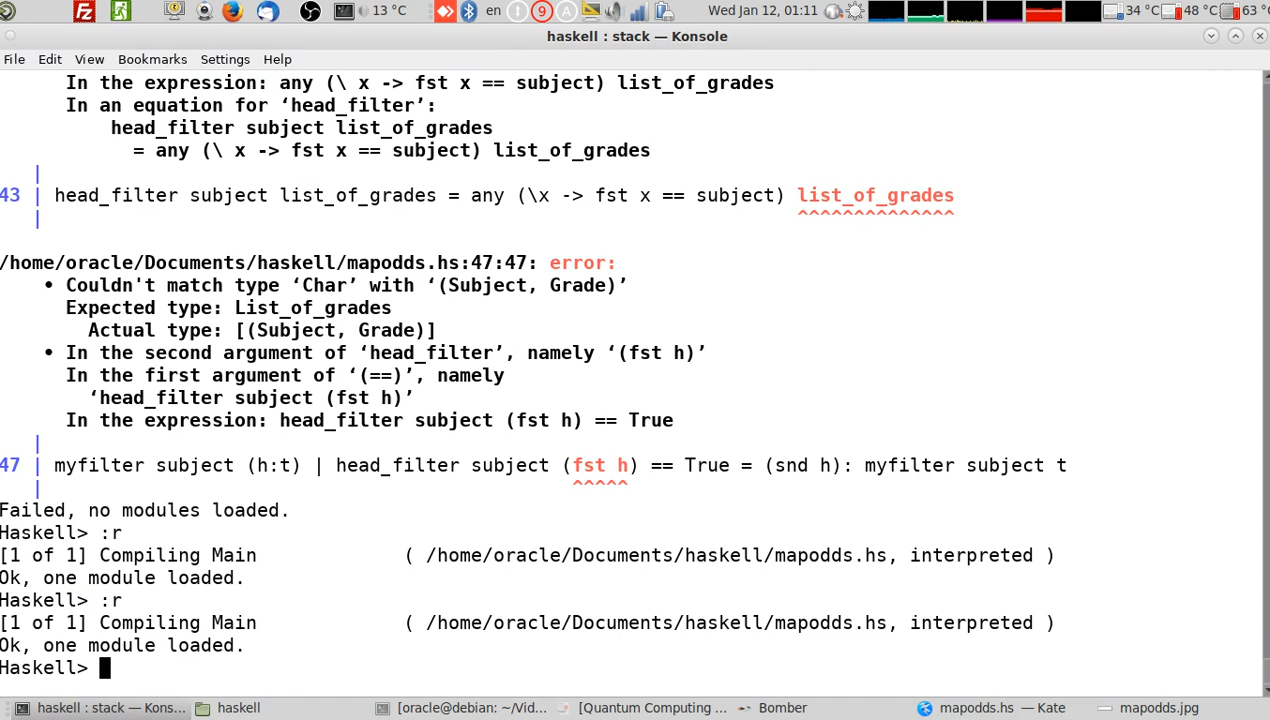 13 °C
en
9
A
Wed Jan 12, 01:11
34 °C
48 °C
63 °C
haskell : stack — Konsole
File Edit View Bookmarks Settings Help
In the expression: any (\ x -> fst x == subject) list_of_grades
In an equation for ‘head_filter’:
head_filter subject list_of_grades
= any (\ x -> fst x == subject) list_of_grades
|
43 | head_filter subject list_of_grades = any (\x -> fst x == subject) list_of_grades
| ^^^^^^^^^^^^^^
/home/oracle/Documents/haskell/mapodds.hs:47:47: error:
• Couldn't match type ‘Char’ with ‘(Subject, Grade)’
Expected type: List_of_grades
Actual type: [(Subject, Grade)]
• In the second argument of ‘head_filter’, namely ‘(fst h)’
In the first argument of ‘(==)’, namely
‘head_filter subject (fst h)’
In the expression: head_filter subject (fst h) == True
|
47 | myfilter subject (h:t) | head_filter subject (fst h) == True = (snd h): myfilter subject t
| ^^^^^
Failed, no modules loaded.
Haskell> :r
[1 of 1] Compiling Main ( /home/oracle/Documents/haskell/mapodds.hs, interpreted )
Ok, one module loaded.
Haskell> :r
[1 of 1] Compiling Main ( /home/oracle/Documents/haskell/mapodds.hs, interpreted )
Ok, one module loaded.
Haskell>
haskell : stack — Kons...
haskell
[oracle@debian: ~/Vid...
[Quantum Computing ...
Bomber
mapodds.hs — Kate
mapodds.jpg